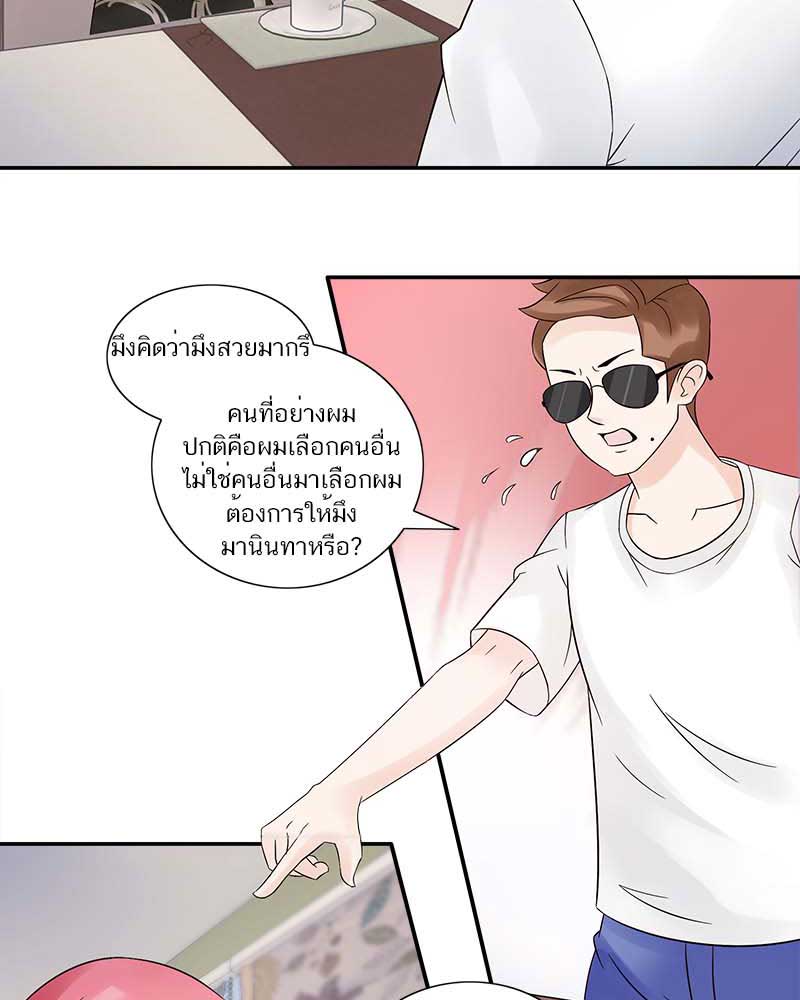 มึงคิดว่ามึงสวยมากรึ
คนที่อย่างผม
ปกติคือผมเลือกคนอื่น
ไม่ใช่คนอื่นมาเลือกผม
ต้องการให้มึง
มานินทาหรือ?